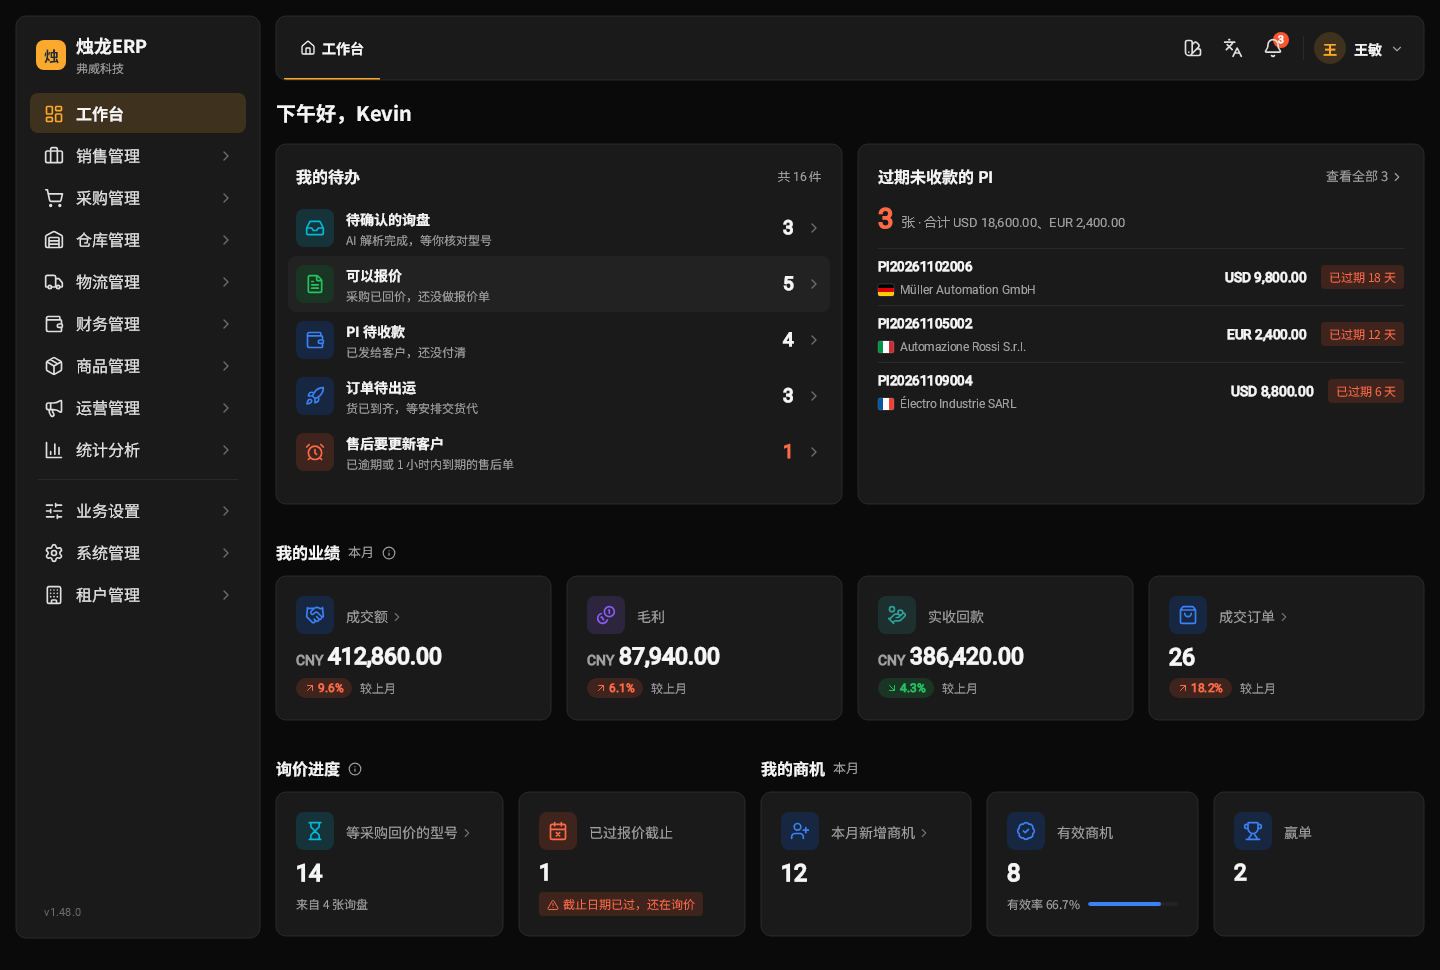 烛
烛龙ERP
弗威科技
工作台
销售管理
采购管理
仓库管理
物流管理
财务管理
商品管理
运营管理
统计分析
业务设置
系统管理
租户管理
v1.48.0
工作台
3
王
王敏
下午好，Kevin
我的待办
共 16 件
待确认的询盘
AI 解析完成，等你核对型号
3
可以报价
采购已回价，还没做报价单
5
PI 待收款
已发给客户，还没付清
4
订单待出运
货已到齐，等安排交货代
3
售后要更新客户
已逾期或 1 小时内到期的售后单
1
过期未收款的 PI
查看全部 3
3 张 · 合计 USD 18,600.00、EUR 2,400.00
PI20261102006
Müller Automation GmbH
USD 9,800.00
已过期 18 天
PI20261105002
Automazione Rossi S.r.l.
EUR 2,400.00
已过期 12 天
PI20261109004
Électro Industrie SARL
USD 8,800.00
已过期 6 天
我的业绩 本月
成交额
CNY 412,860.00
9.6% 较上月
毛利
CNY 87,940.00
6.1% 较上月
实收回款
CNY 386,420.00
4.3% 较上月
成交订单
26
18.2% 较上月
询价进度
等采购回价的型号
14
来自 4 张询盘
已过报价截止
1
截止日期已过，还在询价
我的商机 本月
本月新增商机
12
有效商机
8
有效率 66.7%
赢单
2